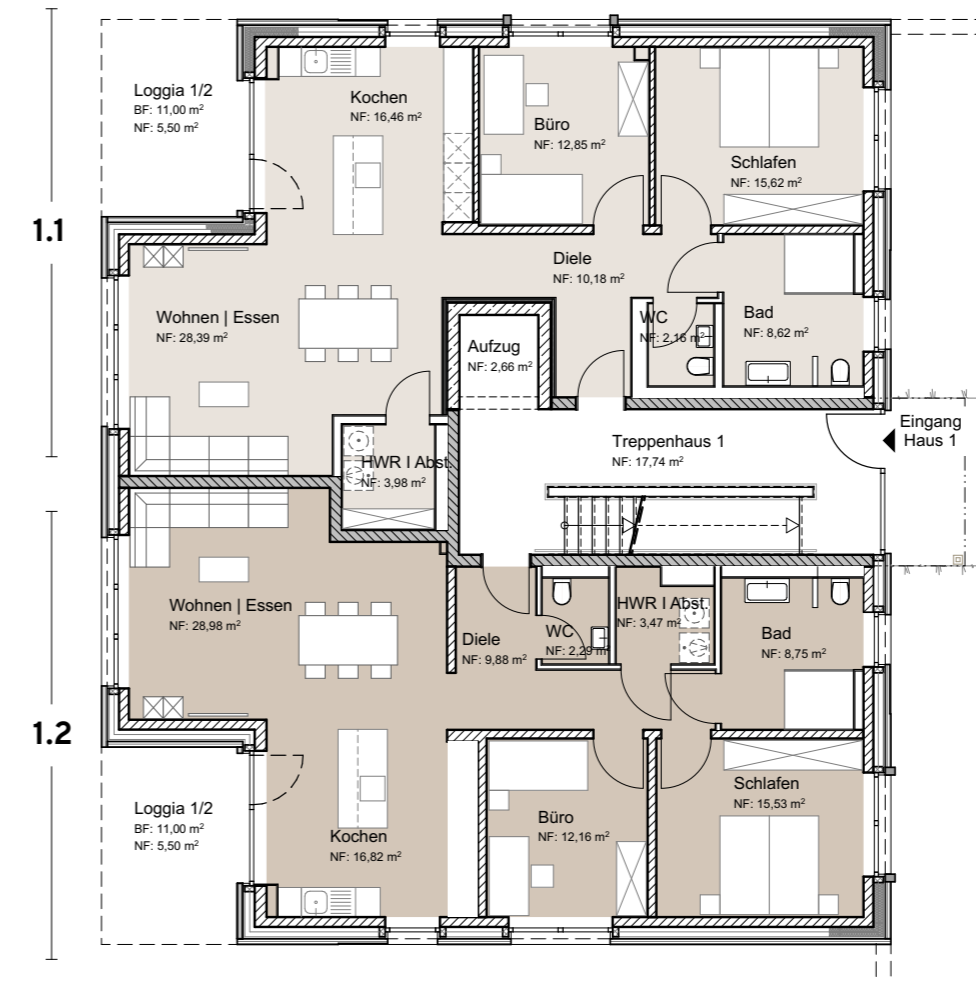 Loggia 1/2
BF: 11,00 m²
NF: 5,50 m²
Kochen
NF: 16,46 m²
Büro
NF: 12,85 m²
Schlafen
NF: 15,62 m²
1.1
Diele
NF: 10,18 m²
Wohnen | Essen
NF: 28,39 m²
Aufzug
NF: 2,66 m²
WC
NF: 2,16 m²
Bad
NF: 8,62 m²
HWR I Abst.
NF: 3,98 m²
Treppenhaus 1
NF: 17,74 m²
Eingang
Haus 1
Wohnen | Essen
NF: 28,98 m²
Diele
NF: 9,88 m²
WC
NF: 2,29 m²
HWR I Abst.
NF: 3,47 m²
Bad
NF: 8,75 m²
1.2
Loggia 1/2
BF: 11,00 m²
NF: 5,50 m²
Kochen
NF: 16,82 m²
Büro
NF: 12,16 m²
Schlafen
NF: 15,53 m²